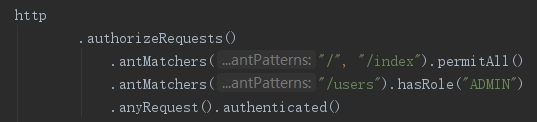 http
.authorizeRequests()
.antMatchers( ...antPatterns: "/", "/index").permitAll()
.antMatchers( ...antPatterns: "/users").hasRole("ADMIN")
.anyRequest().authenticated()